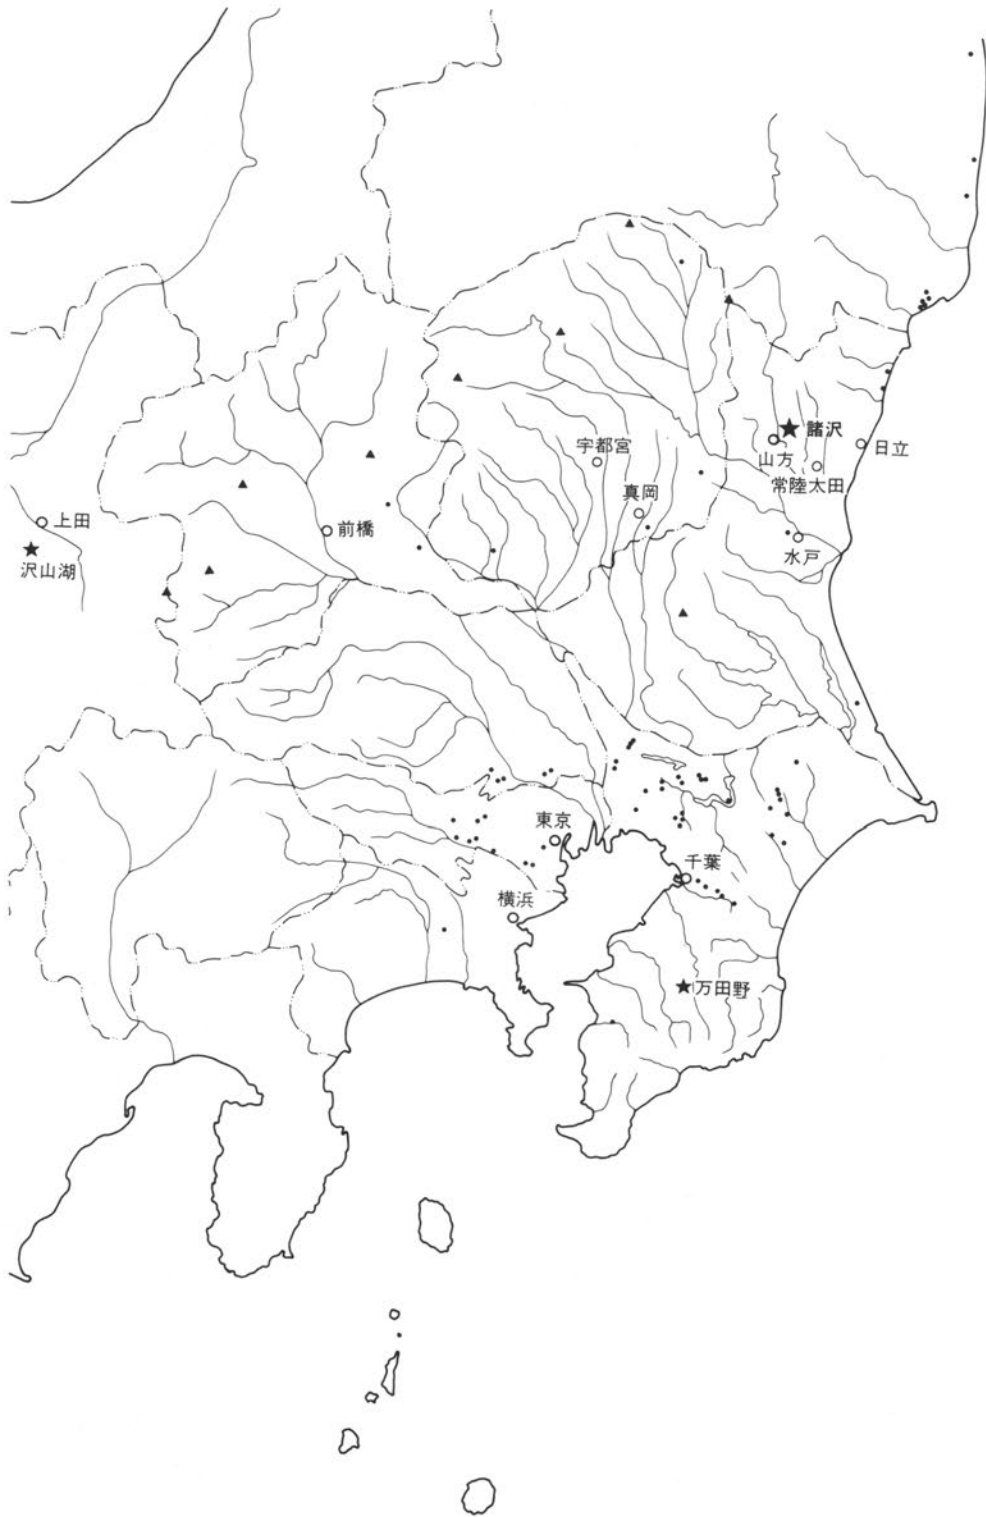 諸沢
宇都宮
山方
日立
常陸太田
真岡
上田
前橋
水戸
沢山湖
東京
千葉
横浜
万田野